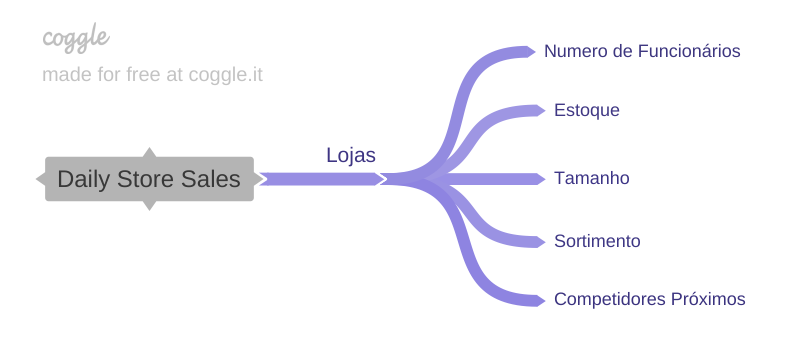 coggle
made for free at coggle.it
Daily Store Sales
Lojas
Numero de Funcionários
Estoque
Tamanho
Sortimento
Competidores Próximos